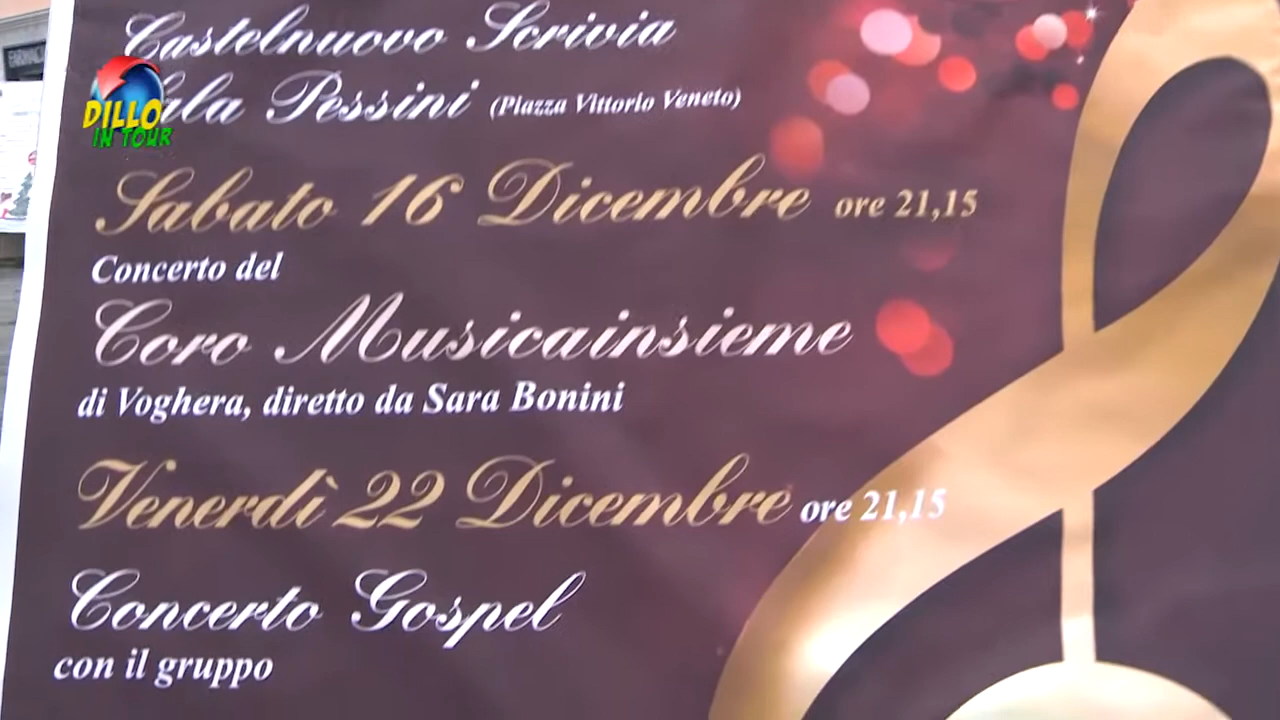 Castelnuovo Scrivia
Sala Pessini (Piazza Vittorio Veneto)
DILLO
IN TOUR
Sabato 16 Dicembre ore 21,15
Concerto del
Coro Musicainsieme
di Voghera, diretto da Sara Bonini
Venerdì 22 Dicembre ore 21,15
Concerto Gospel
con il gruppo